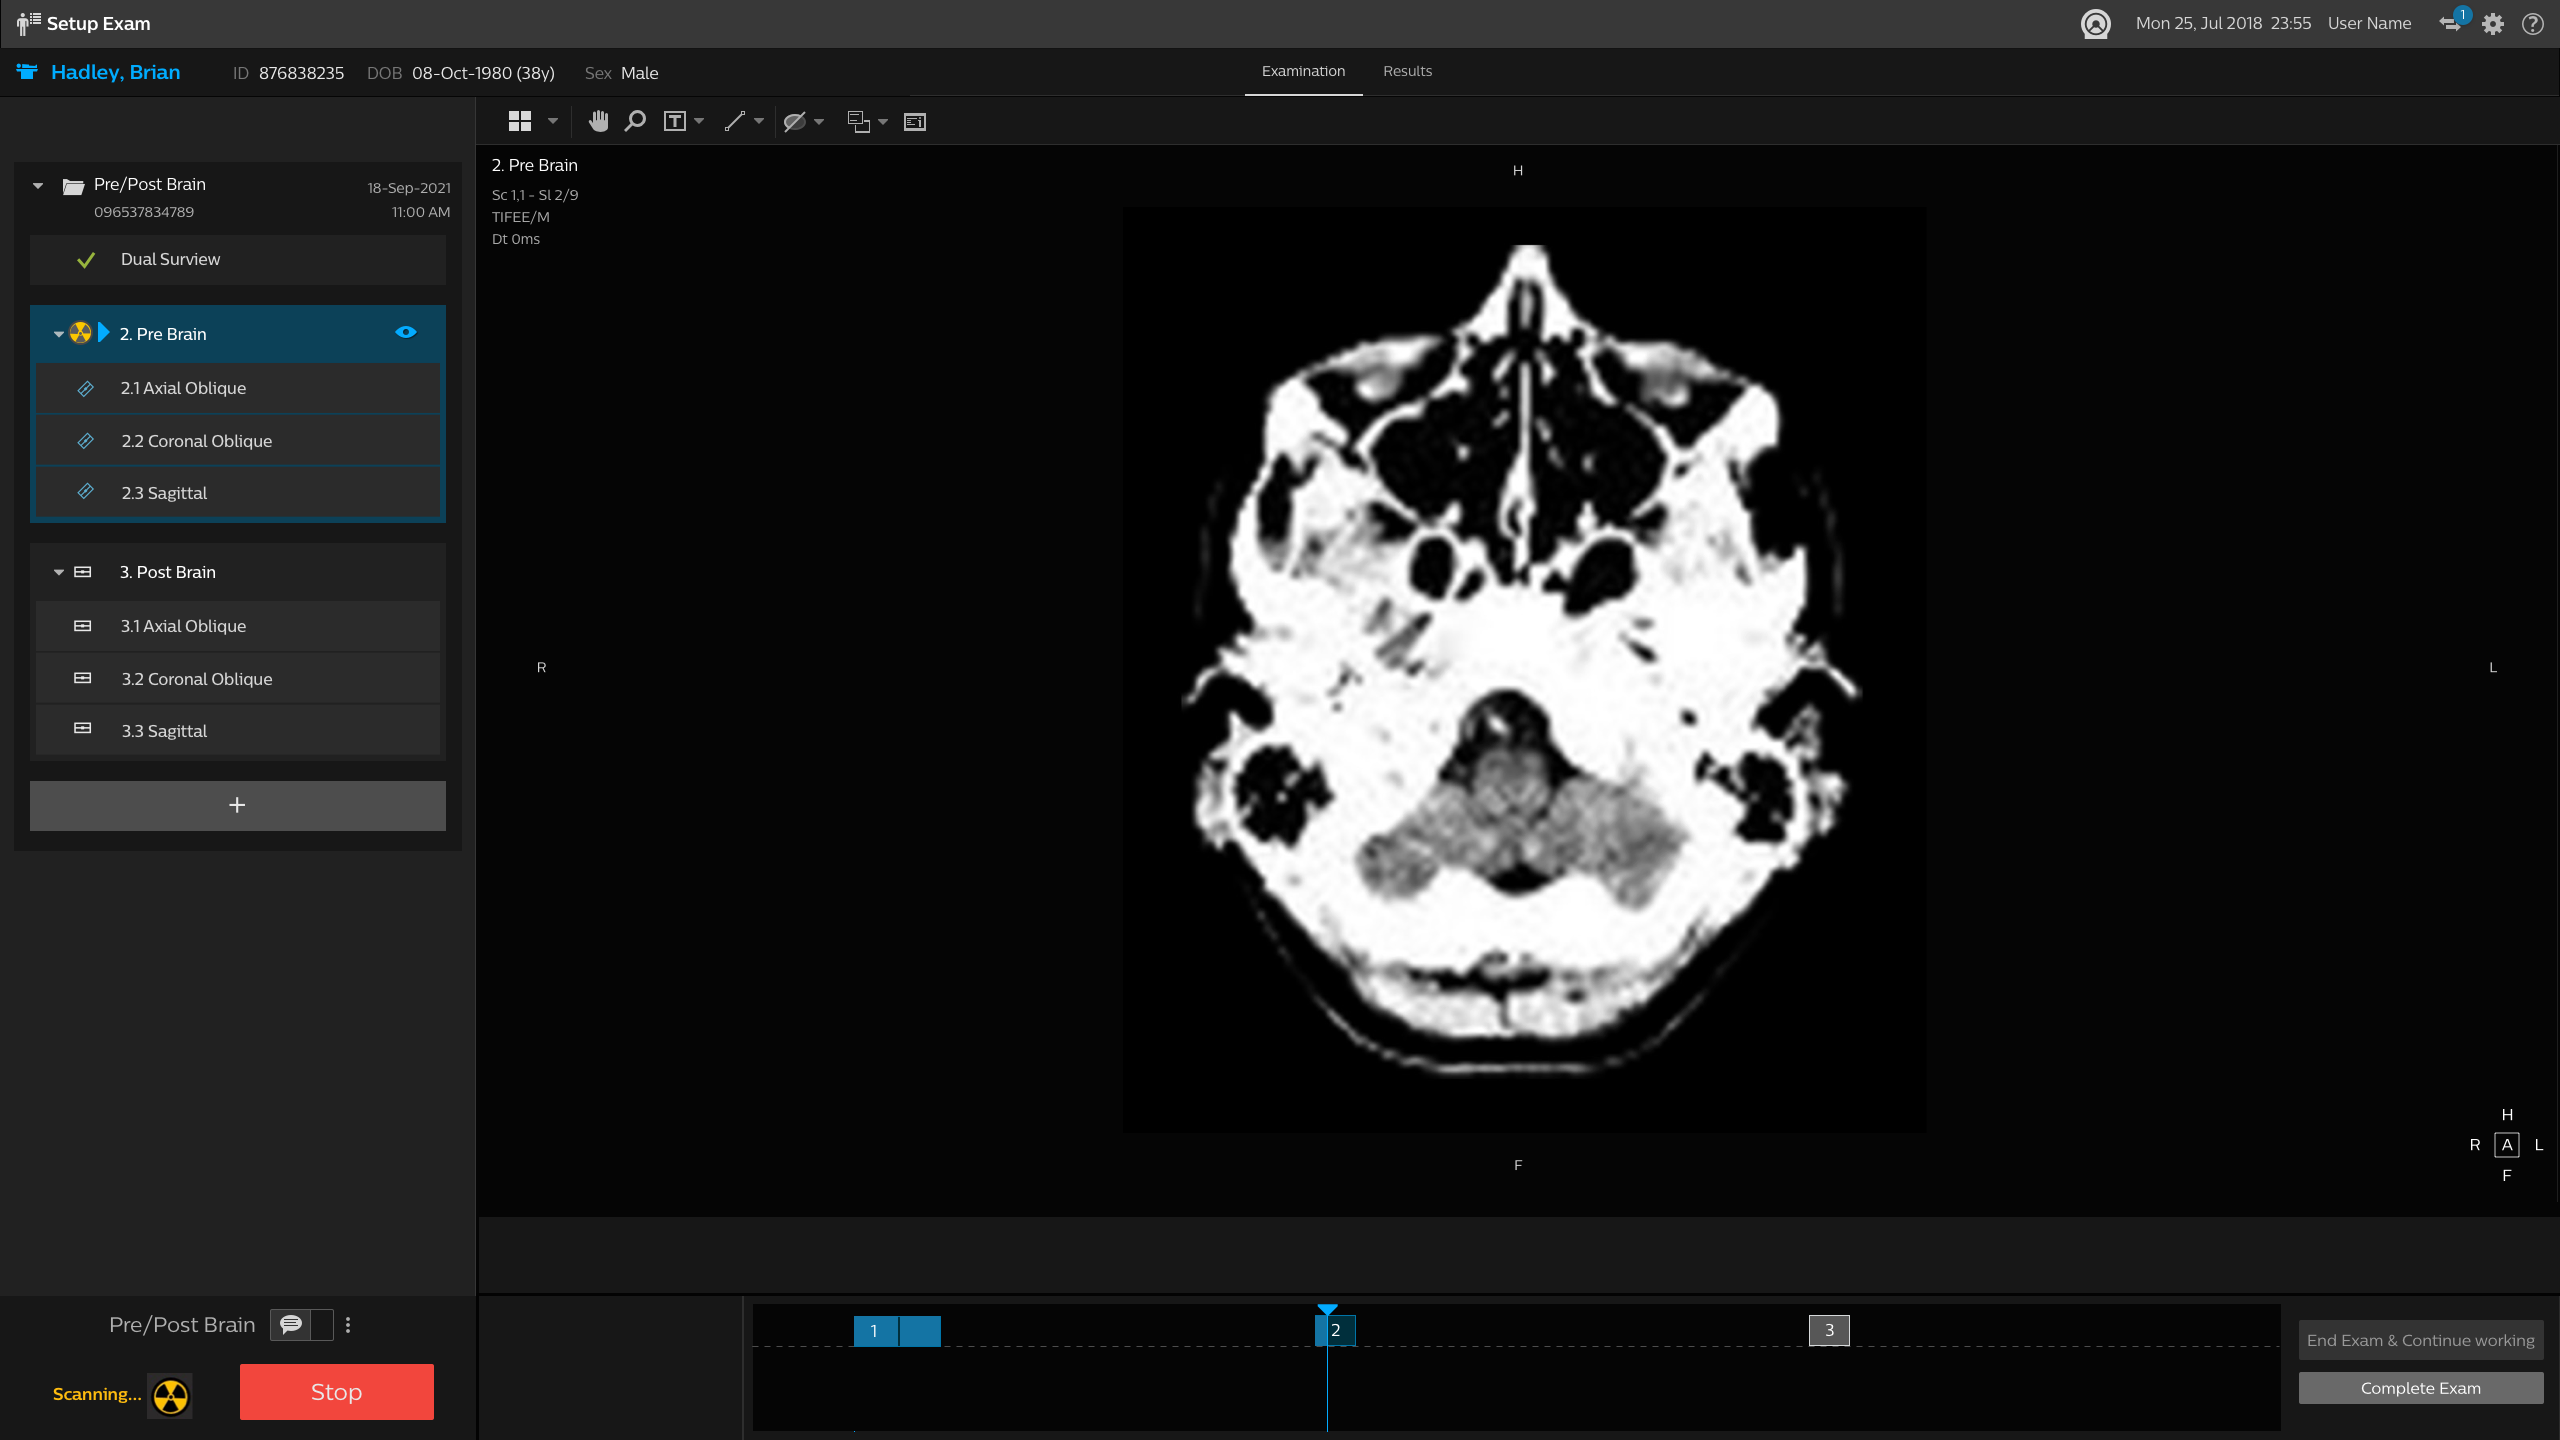 Setup Exam
Mon 25, Jul 2018 23:55 User Name 1
Hadley, Brian ID 876838235 DOB 08-Oct-1980 (38y) Sex Male
Examination Results
T
Pre/Post Brain 18-Sep-2021
096537834789 11:00 AM
Dual Surview
2. Pre Brain
2.1 Axial Oblique
2.2 Coronal Oblique
2.3 Sagittal
3. Post Brain
3.1 Axial Oblique
3.2 Coronal Oblique
3.3 Sagittal
+
2. Pre Brain
Sc 1,1 - Sl 2/9
TIFEE/M
Dt 0ms
H
R
L
F
H
R A L
F
Pre/Post Brain
Scanning...
Stop
1
2
3
End Exam & Continue working
Complete Exam